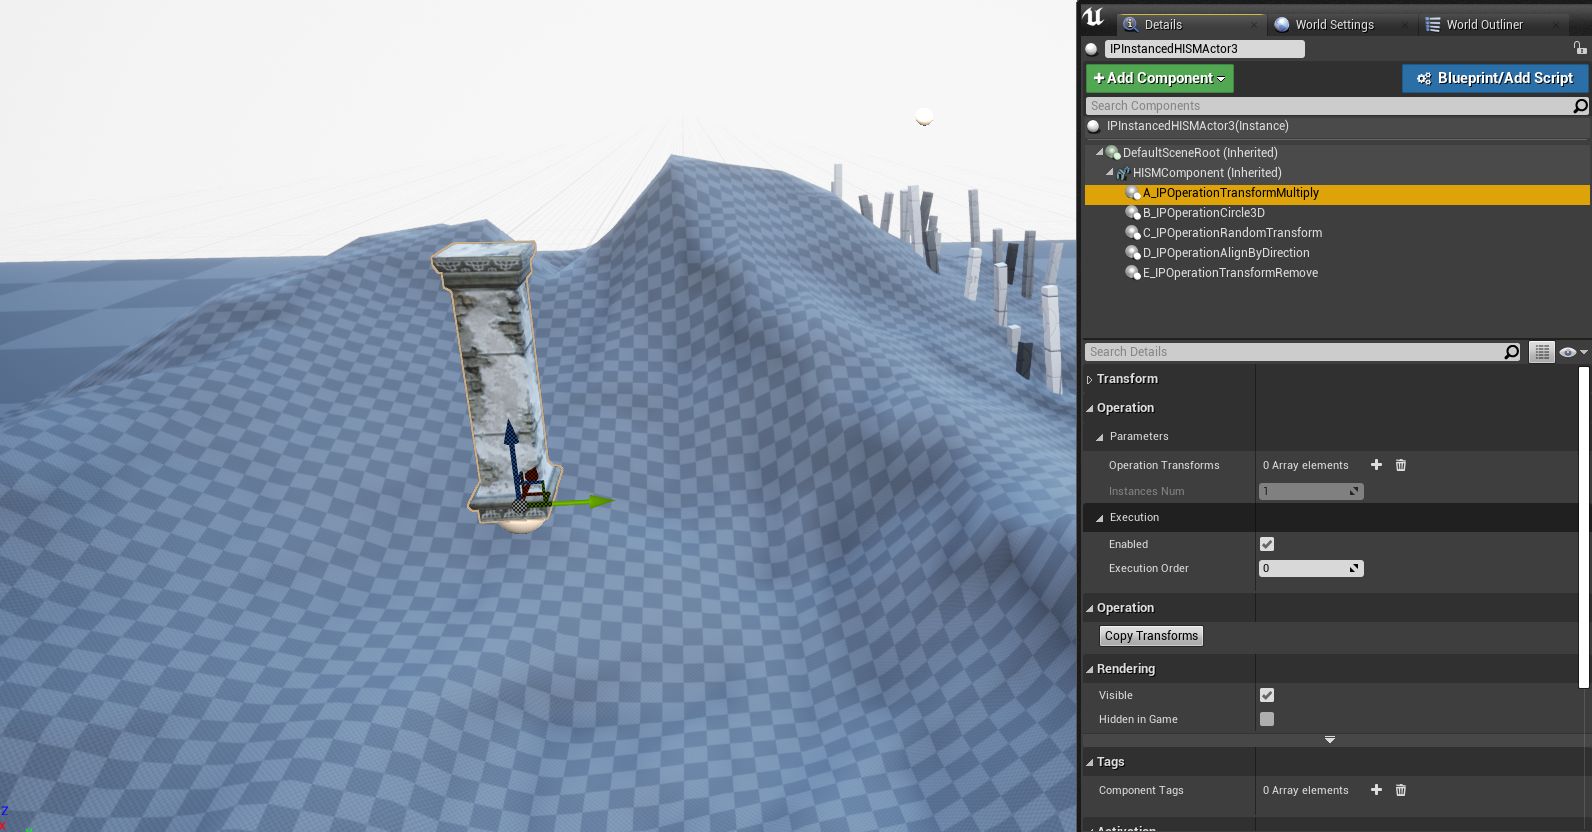 Details
World Settings
World Outliner
IPInstancedHISMActor3
+Add Component
Blueprint/Add Script
Search Components
IPInstancedHISMActor3(Instance)
DefaultSceneRoot (Inherited)
HISMComponent (Inherited)
A_IPOperationTransformMultiply
B_IPOperationCircle3D
C_IPOperationRandomTransform
D_IPOperationAlignByDirection
E_IPOperationTransformRemove
Search Details
Transform
Operation
Parameters
Operation Transforms 0 Array elements
Instances Num 1
Execution
Enabled
Execution Order 0
Operation
Copy Transforms
Rendering
Visible
Hidden in Game
Tags
Component Tags 0 Array elements
Activation
Z
X